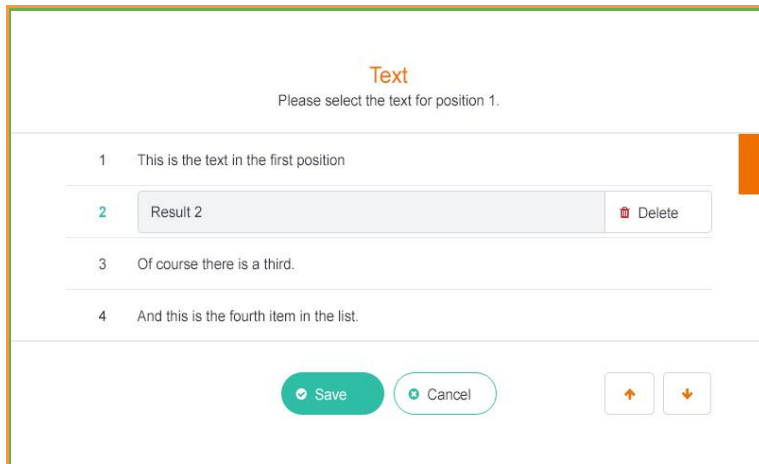 Text
Please select the text for position 1.
1 This is the text in the first position
2 Result 2 Delete
3 Of course there is a third.
4 And this is the fourth item in the list.
Save Cancel